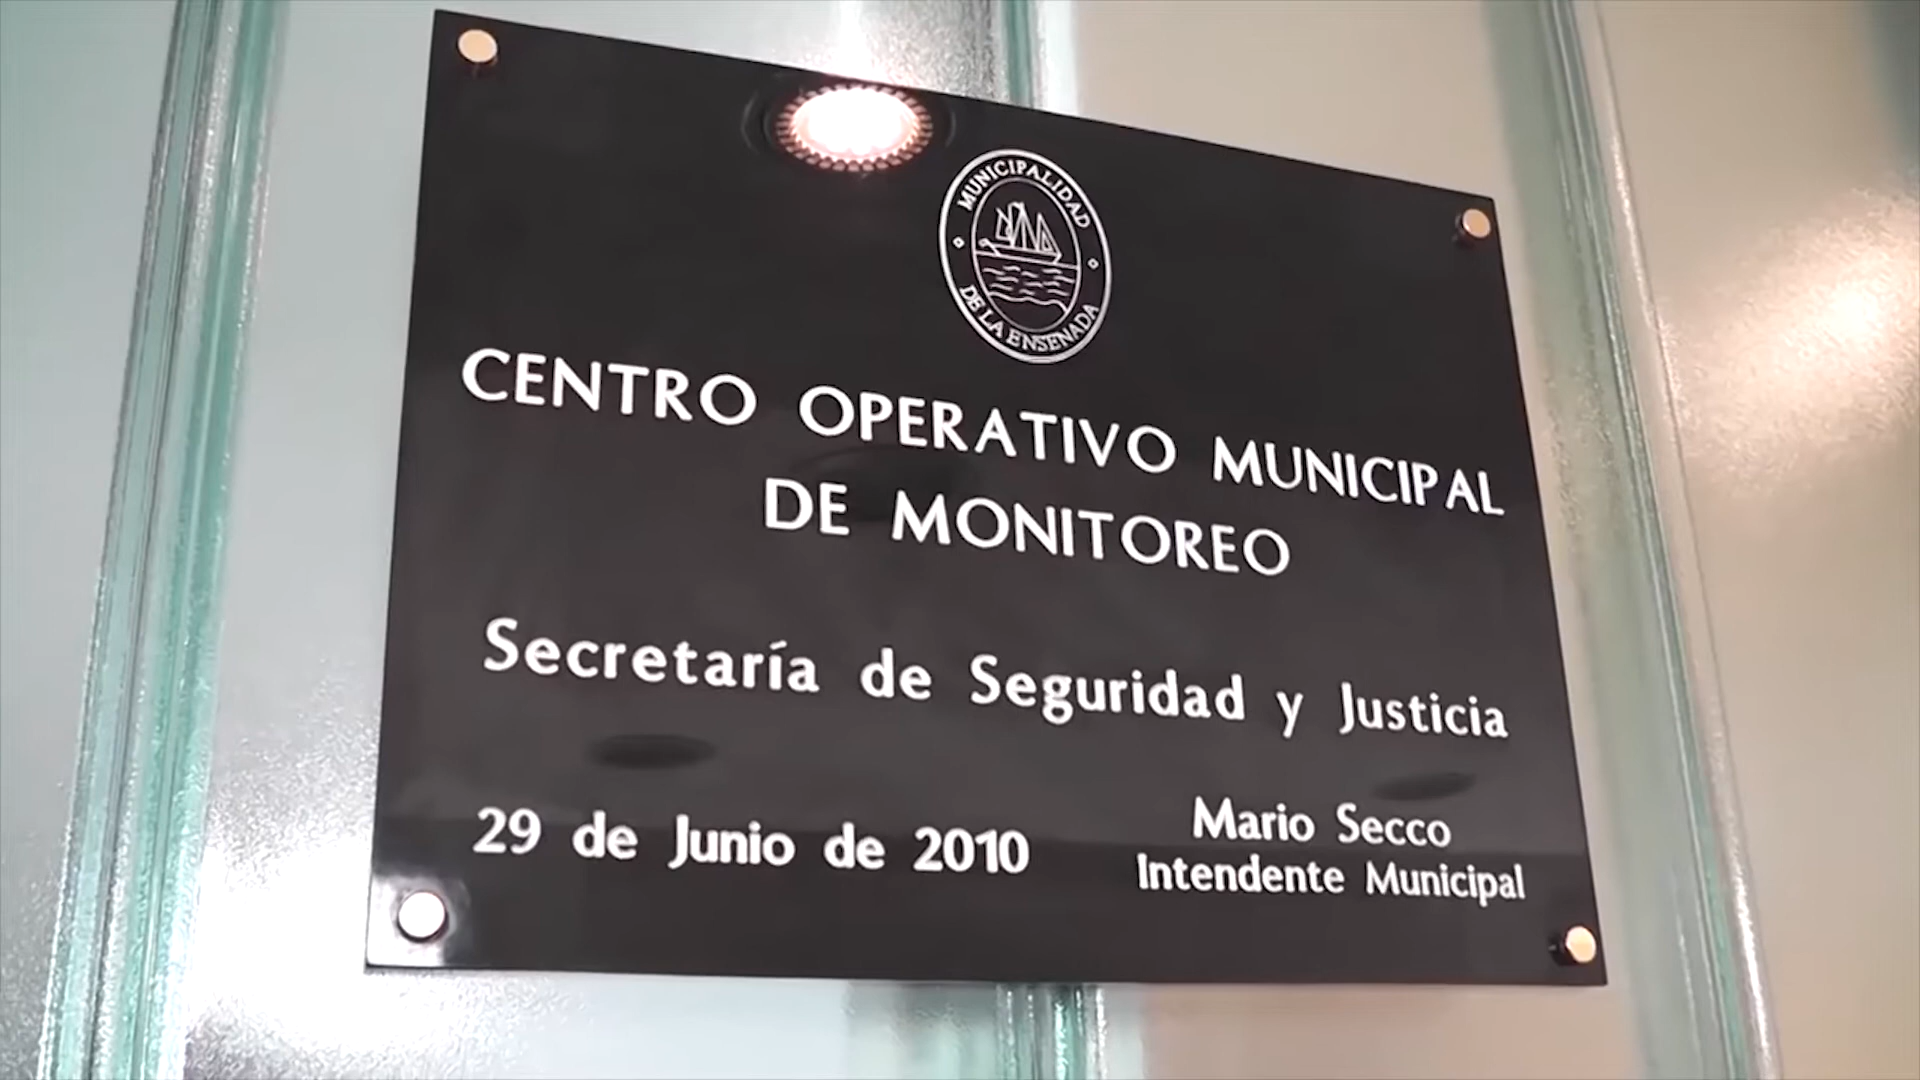 MUNICIPALIDAD
DE LA ENSENADA
CENTRO OPERATIVO MUNICIPAL
DE MONITOREO
Secretaría de Seguridad y Justicia
29 de Junio de 2010
Mario Secco
Intendente Municipal